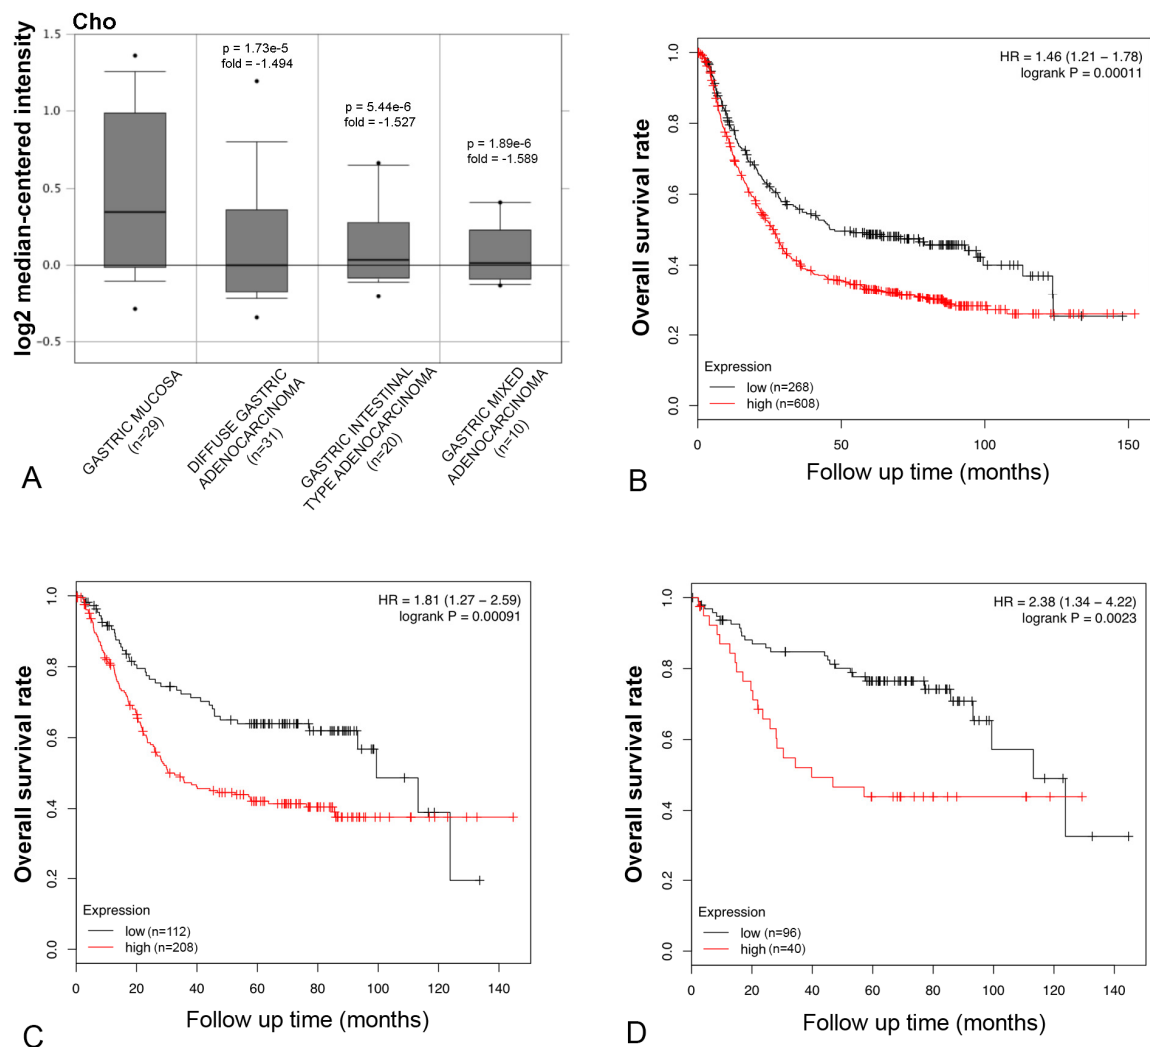 Cho
log2 median-centered intensity
1.5
1.0
0.5
0.0
-0.5
p = 1.73e-5
fold = -1.494
p = 5.44e-6
fold = -1.527
p = 1.89e-6
fold = -1.589
GASTRIC MUCOSA
(n=29)
DIFFUSE GASTRIC
ADENOCARCINOMA
(n=31)
GASTRIC INTESTINAL
TYPE ADENOCARCINOMA
(n=20)
GASTRIC MIXED
ADENOCARCINOMA
(n=10)
A
Overall survival rate
1.0
0.8
0.6
0.4
0.2
0.0
HR = 1.46 (1.21 − 1.78)
logrank P = 0.00011
Expression
low (n=268)
high (n=608)
0 50 100 150
Follow up time (months)
B
Overall survival rate
1.0
0.8
0.6
0.4
0.2
0.0
HR = 1.81 (1.27 − 2.59)
logrank P = 0.00091
Expression
low (n=112)
high (n=208)
0 20 40 60 80 100 120 140
Follow up time (months)
C
Overall survival rate
1.0
0.8
0.6
0.4
0.2
0.0
HR = 2.38 (1.34 − 4.22)
logrank P = 0.0023
Expression
low (n=96)
high (n=40)
0 20 40 60 80 100 120 140
Follow up time (months)
D